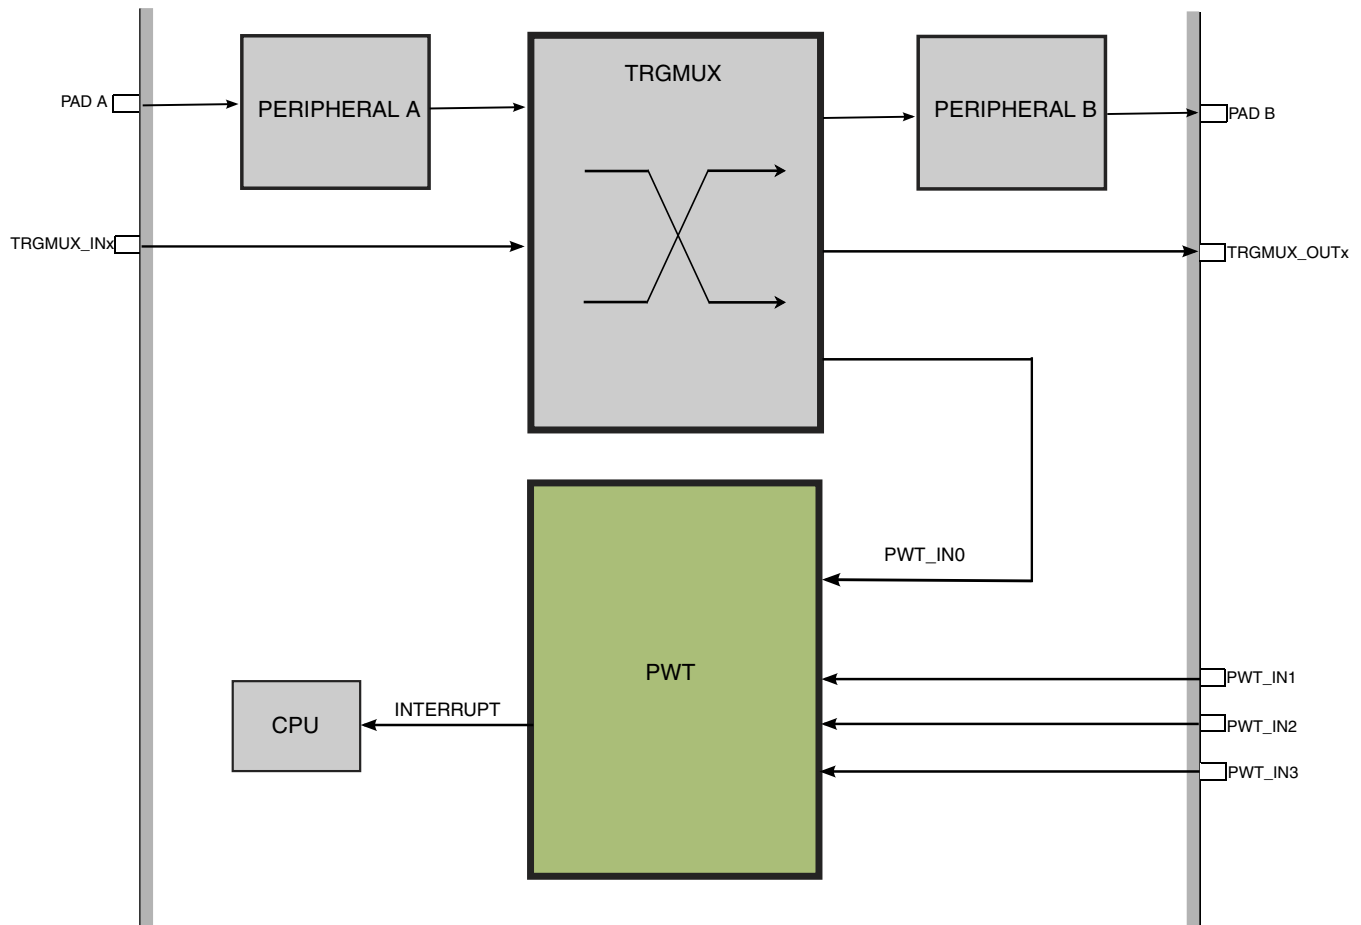 TRGMUX
PAD A
PERIPHERAL A
PERIPHERAL B
PAD B
TRGMUX_INx
TRGMUX_OUTx
PWT_IN0
PWT
PWT_IN1
INTERRUPT
CPU
PWT_IN2
PWT_IN3